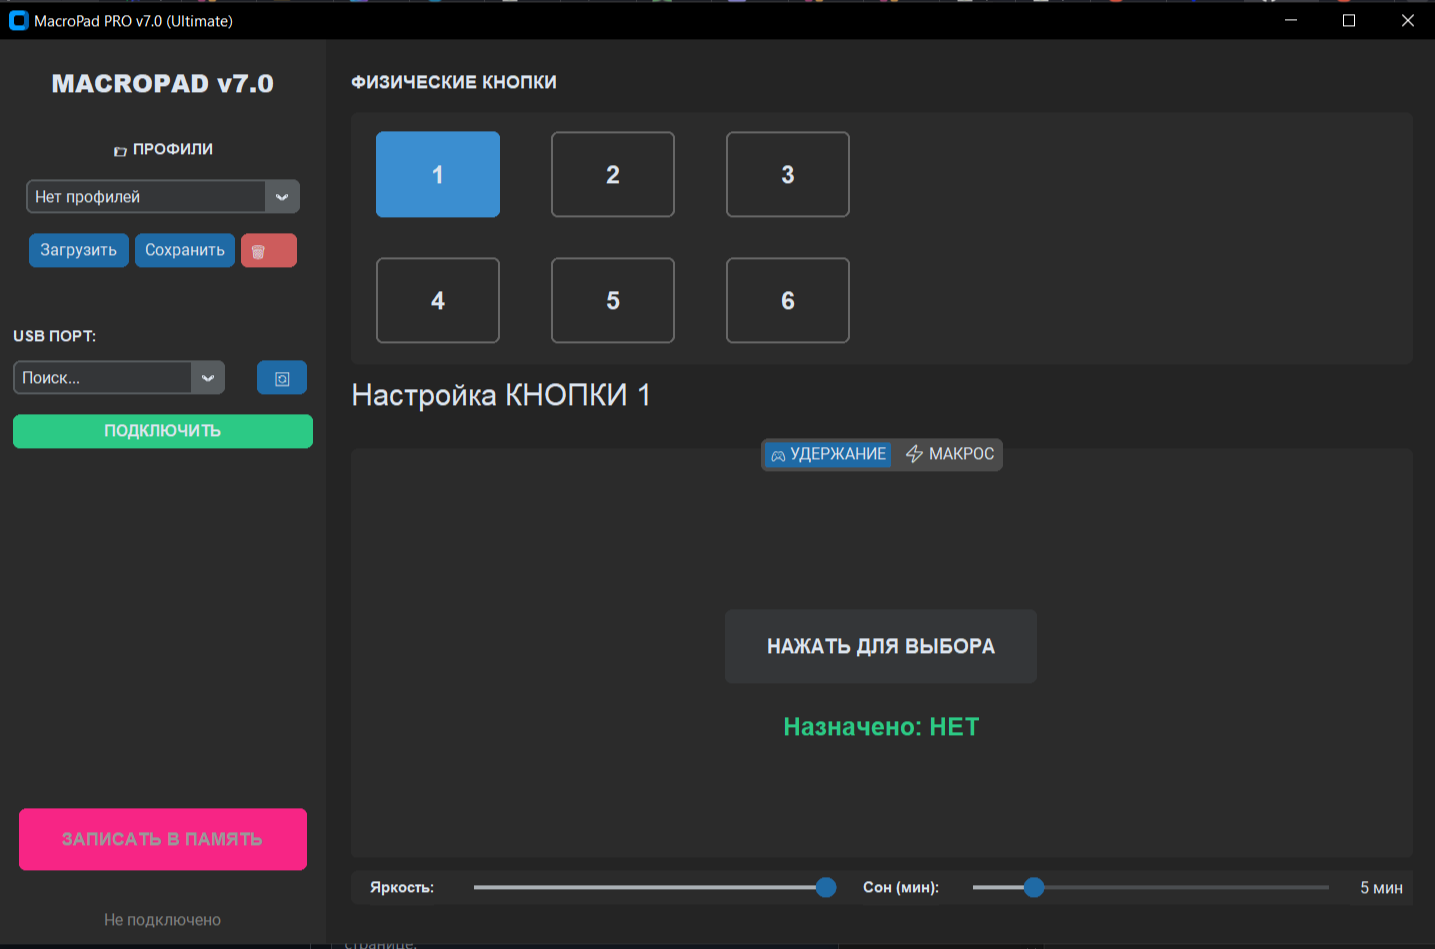 MacroPad PRO v7.0 (Ultimate)
MACROPAD v7.0
ПРОФИЛИ
Нет профилей
Загрузить Сохранить
USB ПОРТ:
Поиск...
ПОДКЛЮЧИТЬ
ЗАПИСАТЬ В ПАМЯТЬ
Не подключено
ФИЗИЧЕСКИЕ КНОПКИ
1 2 3
4 5 6
Настройка КНОПКИ 1
УДЕРЖАНИЕ МАКРОС
НАЖАТЬ ДЛЯ ВЫБОРА
Назначено: НЕТ
Яркость: Сон (мин): 5 мин
странице.